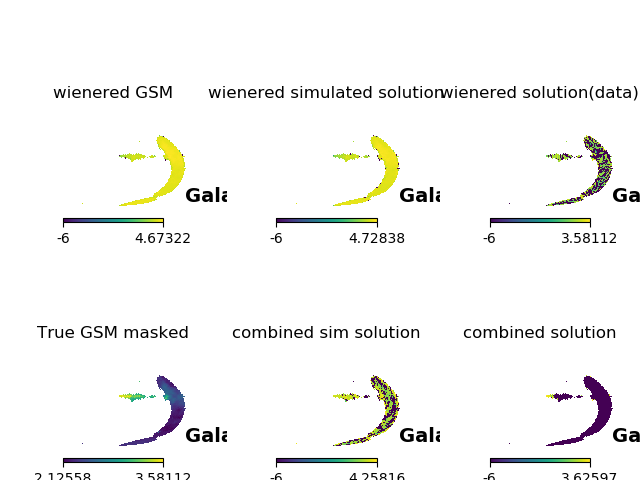 wienered GSM
wienered simulated solution
wienered solution(data)
Gala
Gala
Ga
-6 4.67322
-6 4.72838
-6 3.58112
True GSM masked
combined sim solution
combined solution
Gala
Gala
Ga
2.12558 3.58112
-6 4.25816
-6 3.62597